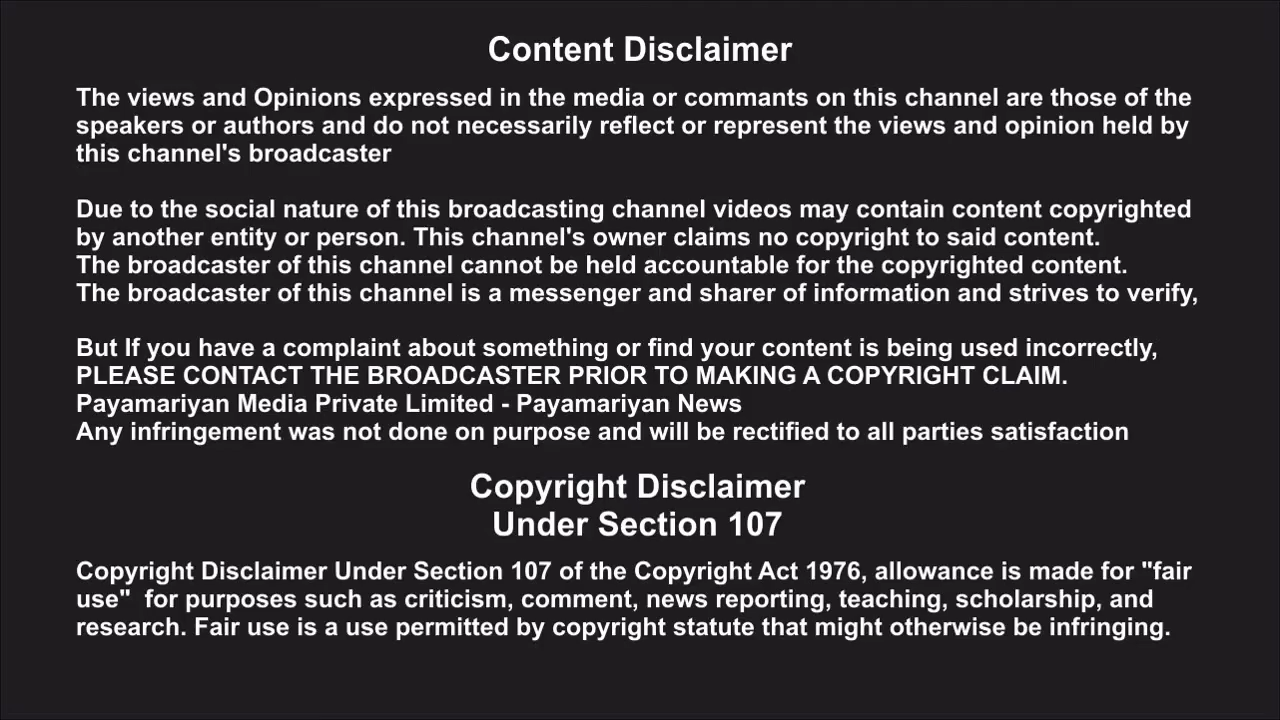 Content Disclaimer
The views and Opinions expressed in the media or commants on this channel are those of the
speakers or authors and do not necessarily reflect or represent the views and opinion held by
this channel's broadcaster
Due to the social nature of this broadcasting channel videos may contain content copyrighted
by another entity or person. This channel's owner claims no copyright to said content.
The broadcaster of this channel cannot be held accountable for the copyrighted content.
The broadcaster of this channel is a messenger and sharer of information and strives to verify,
But If you have a complaint about something or find your content is being used incorrectly,
PLEASE CONTACT THE BROADCASTER PRIOR TO MAKING A COPYRIGHT CLAIM.
Payamariyan Media Private Limited - Payamariyan News
Any infringement was not done on purpose and will be rectified to all parties satisfaction
Copyright Disclaimer
Under Section 107
Copyright Disclaimer Under Section 107 of the Copyright Act 1976, allowance is made for "fair
use"  for purposes such as criticism, comment, news reporting, teaching, scholarship, and
research. Fair use is a use permitted by copyright statute that might otherwise be infringing.